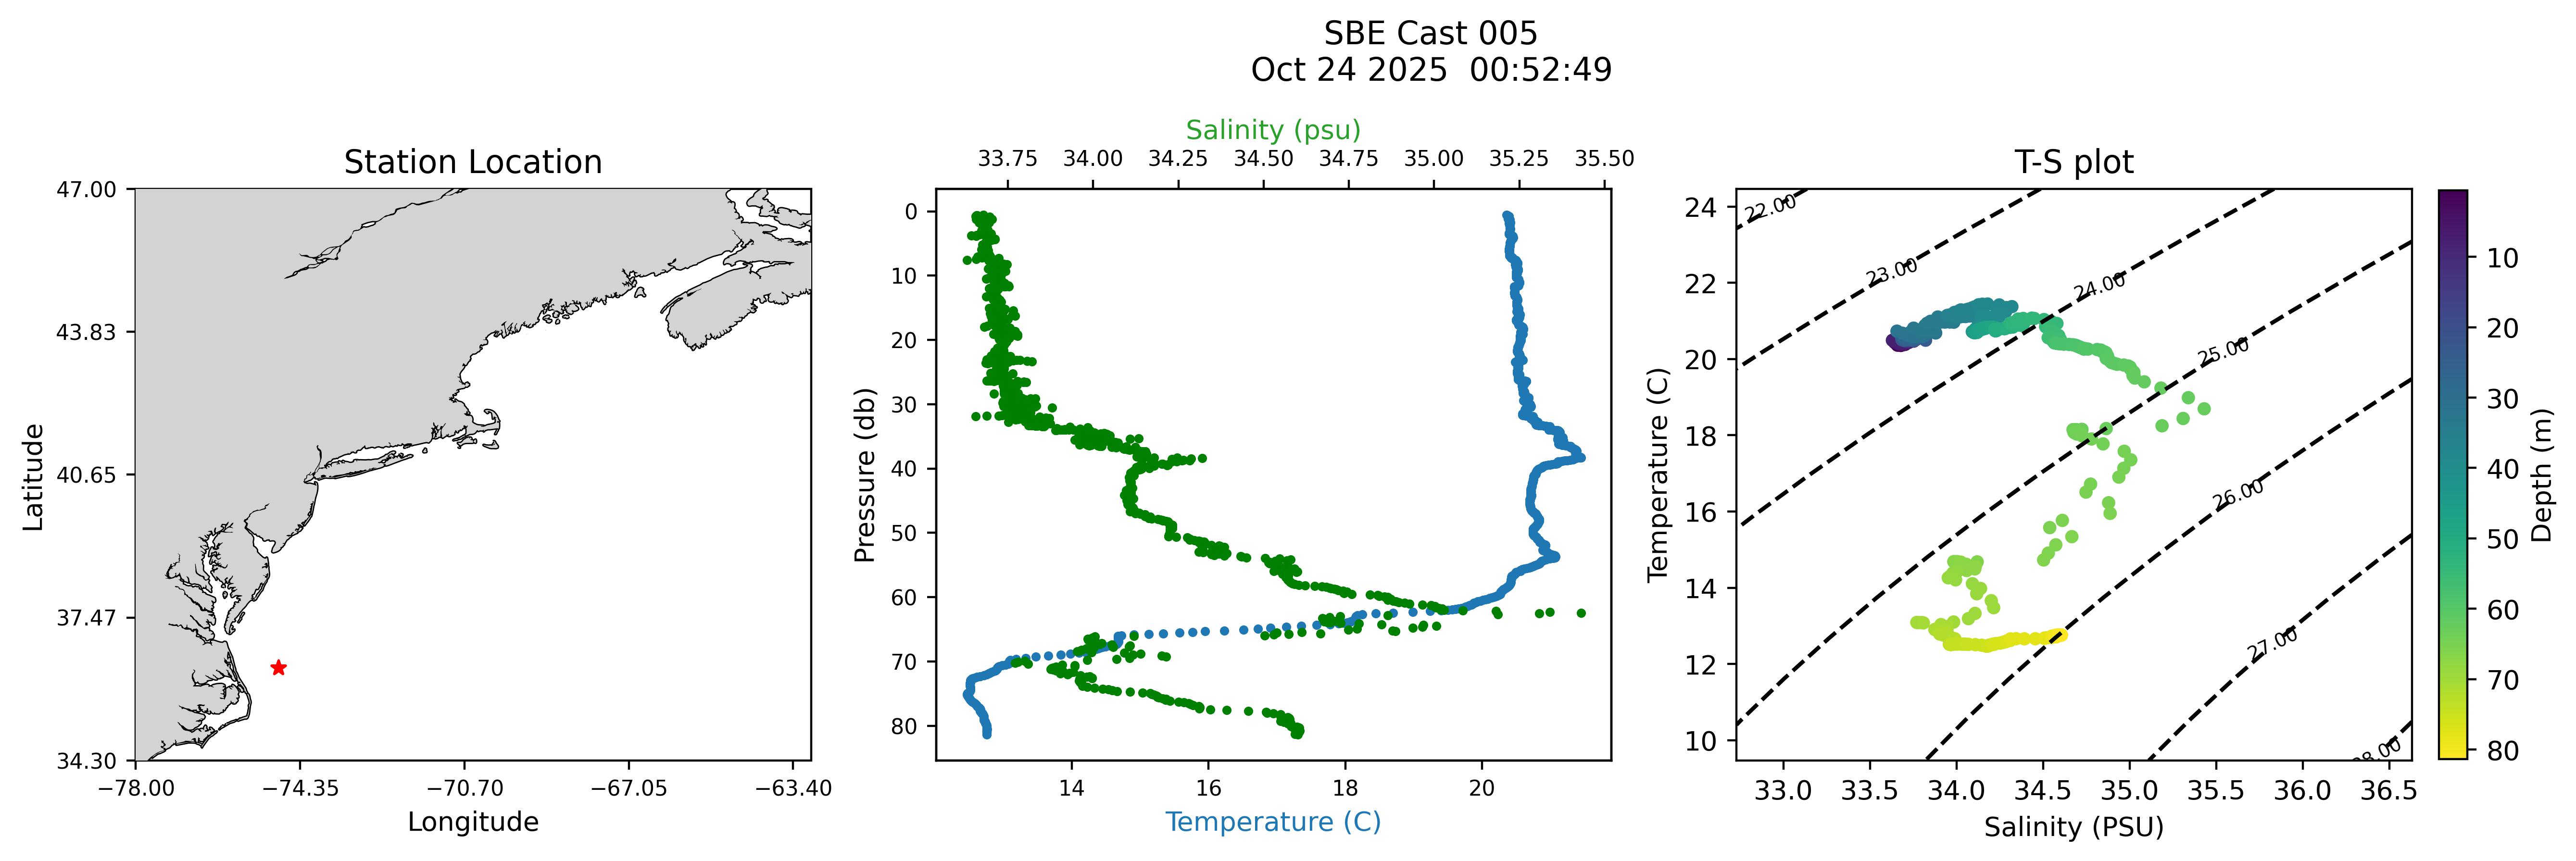 SBE Cast 005
Oct 24 2025  00:52:49
Station Location
47.00
43.83
40.65
37.47
34.30
Latitude
−78.00 −74.35 −70.70 −67.05 −63.40
Longitude
Salinity (psu)
33.75 34.00 34.25 34.50 34.75 35.00 35.25 35.50
0
10
20
30
40
50
60
70
80
Pressure (db)
14 16 18 20
Temperature (C)
T-S plot
24
22
20
18
16
14
12
10
Temperature (C)
22.00
23.00
24.00
25.00
26.00
27.00
28.00
33.0 33.5 34.0 34.5 35.0 35.5 36.0 36.5
Salinity (PSU)
10
20
30
40
50
60
70
80
Depth (m)